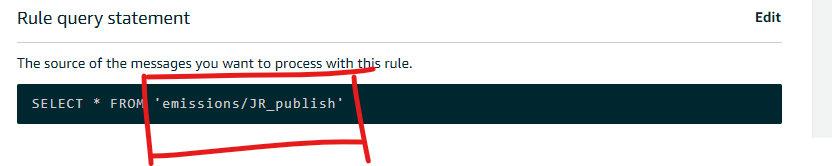 Rule query statement
Edit
The source of the messages you want to process with this rule.
SELECT * FROM 'emissions/JR_publish'